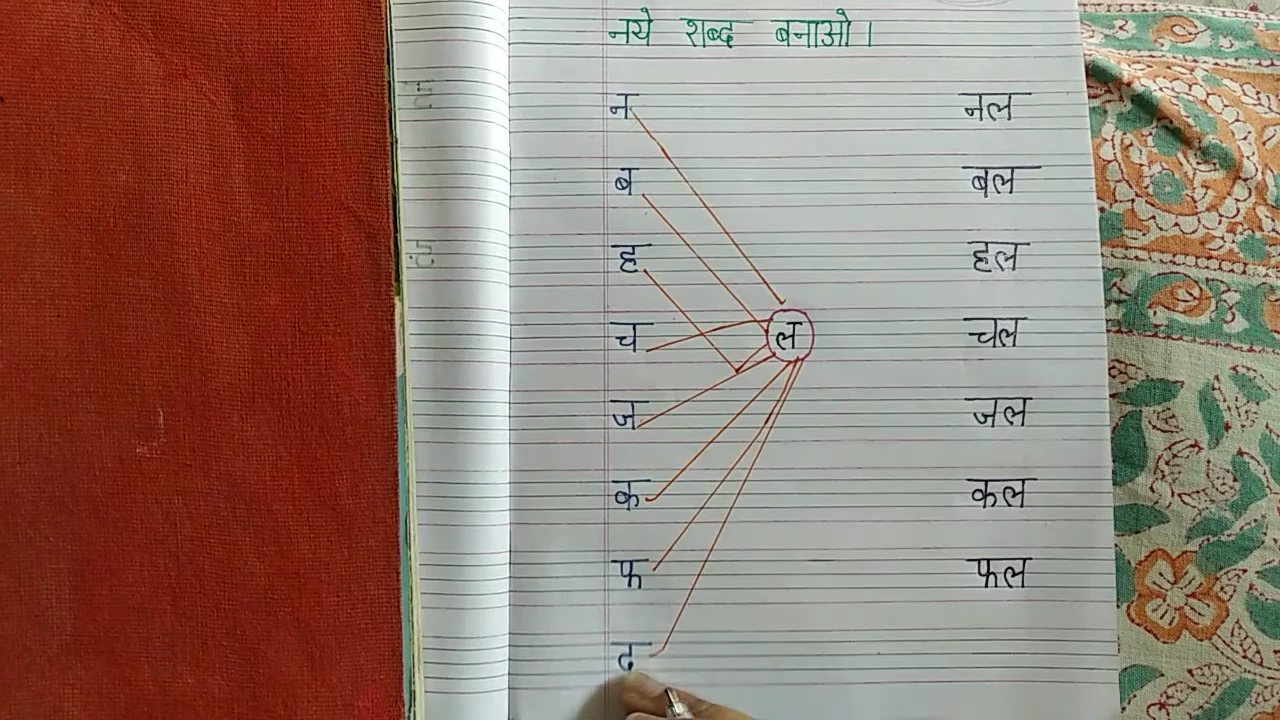 नये शब्द बनाओ।
न नल
ब बल
ह हल
च ल चल
ज जल
क कल
फ फल
द